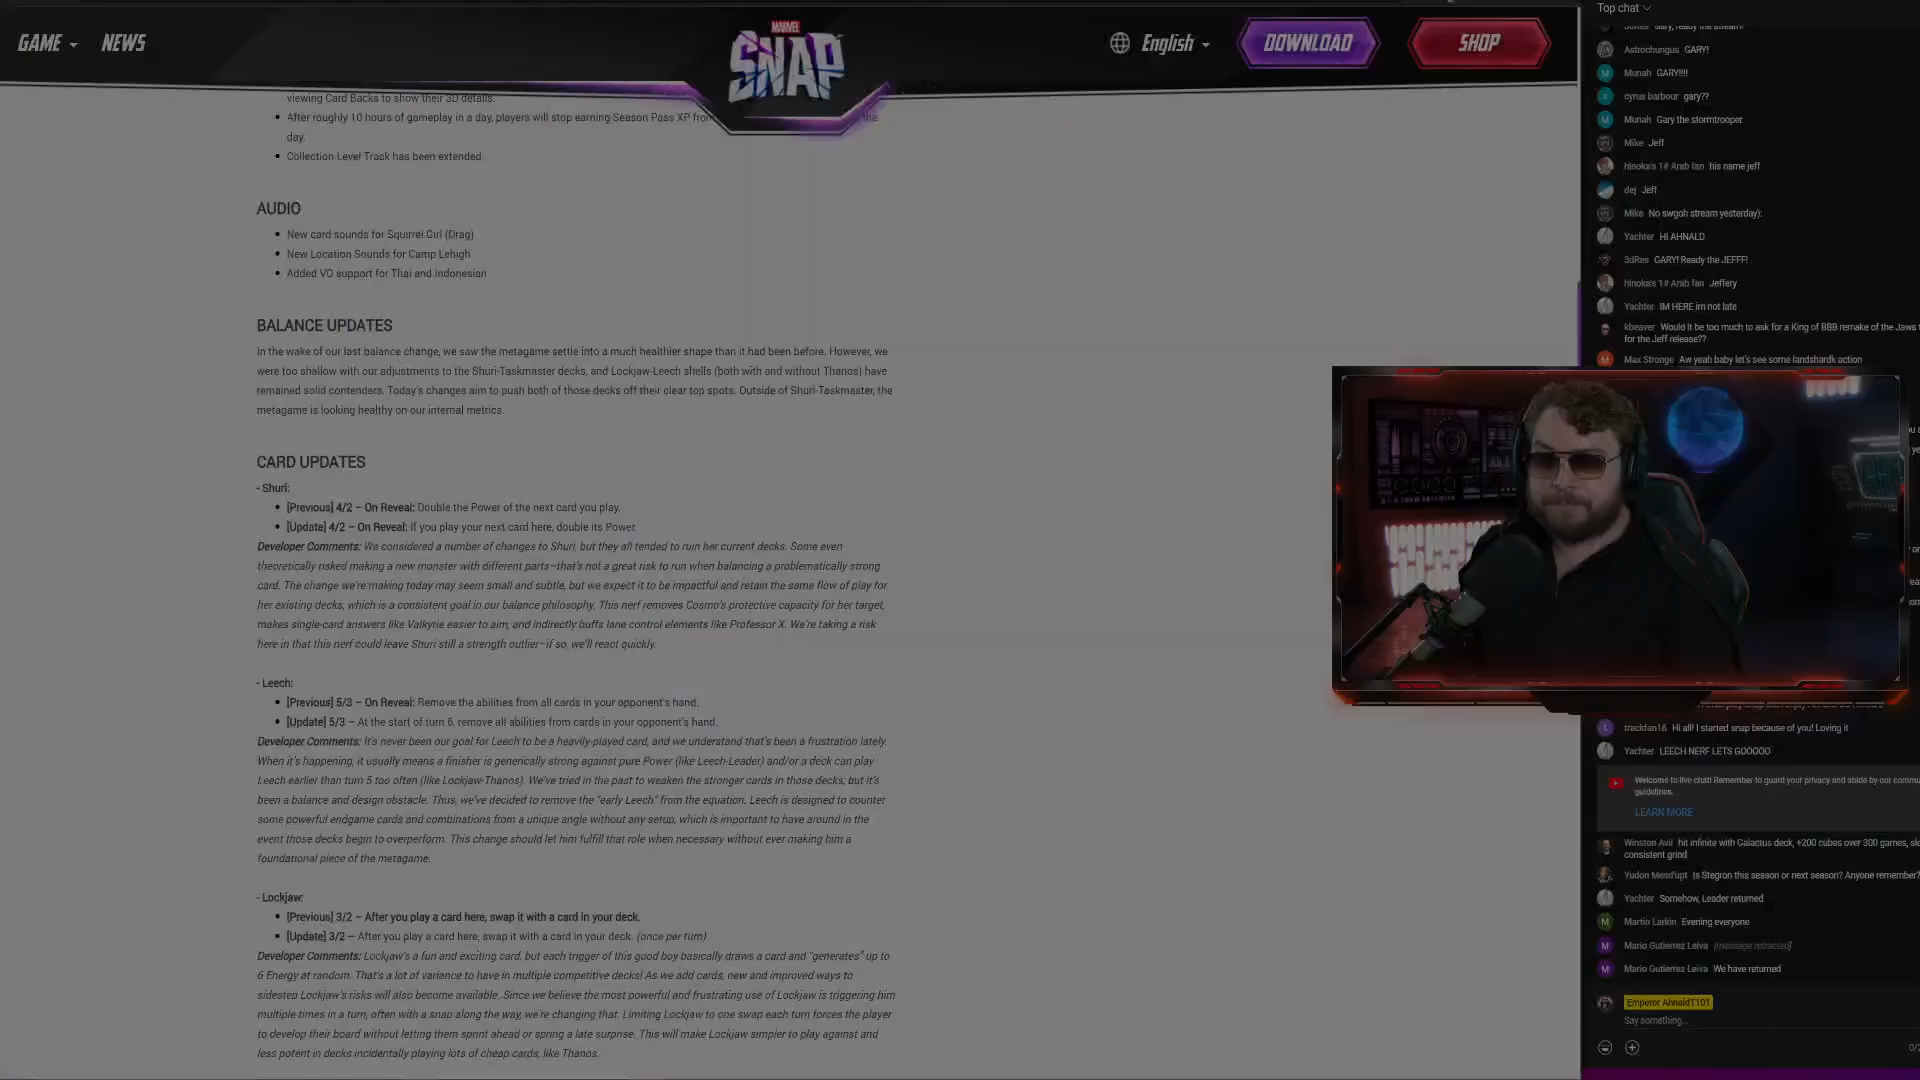 GAME
NEWS
MARVEL
SNAP
English
DOWNLOAD
SHOP
viewing Card Backs to show their 3D details.
After roughly 10 hours of gameplay in a day, players will stop earning Season Pass XP from
the
day.
Collection Level Track has been extended.
AUDIO
New card sounds for Squirrel Girl (Drag)
New Location Sounds for Camp Lehigh
Added VO support for Thai and Indonesian
BALANCE UPDATES
In the wake of our last balance change, we saw the metagame settle into a much healthier shape than it had been before. However, we
were too shallow with our adjustments to the Shuri-Taskmaster decks, and Lockjaw-Leech shells (both with and without Thanos) have
remained solid contenders. Today's changes aim to push both of those decks off their clear top spots. Outside of Shuri-Taskmaster, the
metagame is looking healthy on our internal metrics.
CARD UPDATES
- Shuri:
[Previous] 4/2 – On Reveal: Double the Power of the next card you play.
[Update] 4/2 – On Reveal: If you play your next card here, double its Power.
Developer Comments: We considered a number of changes to Shuri, but they all tended to ruin her current decks. Some even
theoretically risked making a new monster with different parts–that's not a great risk to run when balancing a problematically strong
card. The change we're making today may seem small and subtle, but we expect it to be impactful and retain the same flow of play for
her existing decks, which is a consistent goal in our balance philosophy. This nerf removes Cosmo's protective capacity for her target,
makes single-card answers like Valkyrie easier to aim, and indirectly buffs lane control elements like Professor X. We're taking a risk
here in that this nerf could leave Shuri still a strength outlier–if so, we'll react quickly.
- Leech:
[Previous] 5/3 – On Reveal: Remove the abilities from all cards in your opponent's hand.
[Update] 5/3 – At the start of turn 6, remove all abilities from cards in your opponent's hand.
Developer Comments: It's never been our goal for Leech to be a heavily-played card, and we understand that's been a frustration lately.
When it's happening, it usually means a finisher is generically strong against pure Power (like Leech-Leader) and/or a deck can play
Leech earlier than turn 5 too often (like Lockjaw-Thanos). We've tried in the past to weaken the stronger cards in those decks, but it's
been a balance and design obstacle. Thus, we've decided to remove the "early Leech" from the equation. Leech is designed to counter
some powerful endgame cards and combinations from a unique angle without any setup, which is important to have around in the
event those decks begin to overperform. This change should let him fulfill that role when necessary without ever making him a
foundational piece of the metagame.
- Lockjaw:
[Previous] 3/2 – After you play a card here, swap it with a card in your deck.
[Update] 3/2 — After you play a card here, swap it with a card in your deck. (once per turn)
Developer Comments: Lockjaw's a fun and exciting card, but each trigger of this good boy basically draws a card and "generates" up to
6 Energy at random. That's a lot of variance to have in multiple competitive decks! As we add cards, new and improved ways to
sidestep Lockjaw's risks will also become available. Since we believe the most powerful and frustrating use of Lockjaw is triggering him
multiple times in a turn, often with a snap along the way, we're changing that. Limiting Lockjaw to one swap each turn forces the player
to develop their board without letting them sprint ahead or spring a late surprise. This will make Lockjaw simpler to play against and
less potent in decks incidentally playing lots of cheap cards, like Thanos.
Top chat
Gary, ready the stream!
Astrochungus GARY!
Munah GARY!!!!
cyrus barbour gary??
Munah Gary the stormtrooper
Mike Jeff
hinoka's 1# Arab fan his name jeff
dej Jeff
Mike No swgoh stream yesterday):
Yachter HI AHNALD
3dRes GARY! Ready the JEFFF!
hinoka's 1# Arab fan Jeffery
Yachter IM HERE im not late
kbeaver Would it be too much to ask for a King of BBB remake of the Jaws
for the Jeff release??
Max Stronge Aw yeah baby let's see some landshardk action
trackfan16 Hi all! I started snap because of you! Loving it
Yachter LEECH NERF LETS GOOOOO
Welcome to live chat! Remember to guard your privacy and abide by our commu
guidelines.
LEARN MORE
Winston Avil hit infinite with Galactus deck, +200 cubes over 300 games, slo
consistent grind
Yudon Mesd'upt Is Stegron this season or next season? Anyone remember?
Yachter Somehow, Leader returned
Martin Larkin Evening everyone
Mario Gutierrez Leiva [message retracted]
Mario Gutierrez Leiva We have returned
Emperor AhnaldT101
Say something...
0/2